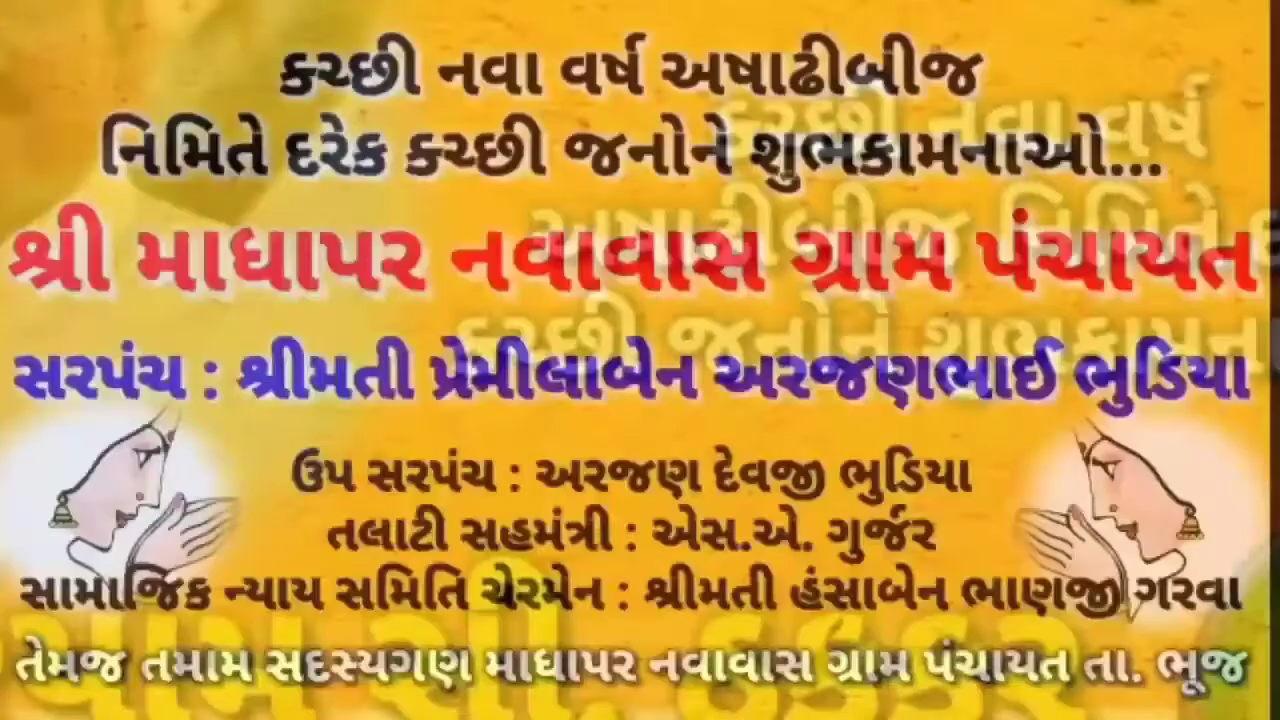 કચ્છી નવા વર્ષ અષાઢીબીજ
નિમિતે દરેક કચ્છી જનોને શુભકામનાઓ...
શ્રી માધાપર નવાવાસ ગ્રામ પંચાયત
સરપંચ : શ્રીમતી પ્રેમીલાબેન અરજણભાઈ ભુડિયા
ઉપ સરપંચ : અરજણ દેવજી ભુડિયા
તલાટી સહમંત્રી : એસ.એ. ગુર્જર
સામાજિક ન્યાય સમિતિ ચેરમેન : શ્રીમતી હંસાબેન ભાણજી ગરવા
તેમજ તમામ સદસ્યગણ માધાપર નવાવાસ ગ્રામ પંચાયત તા. ભૂજ